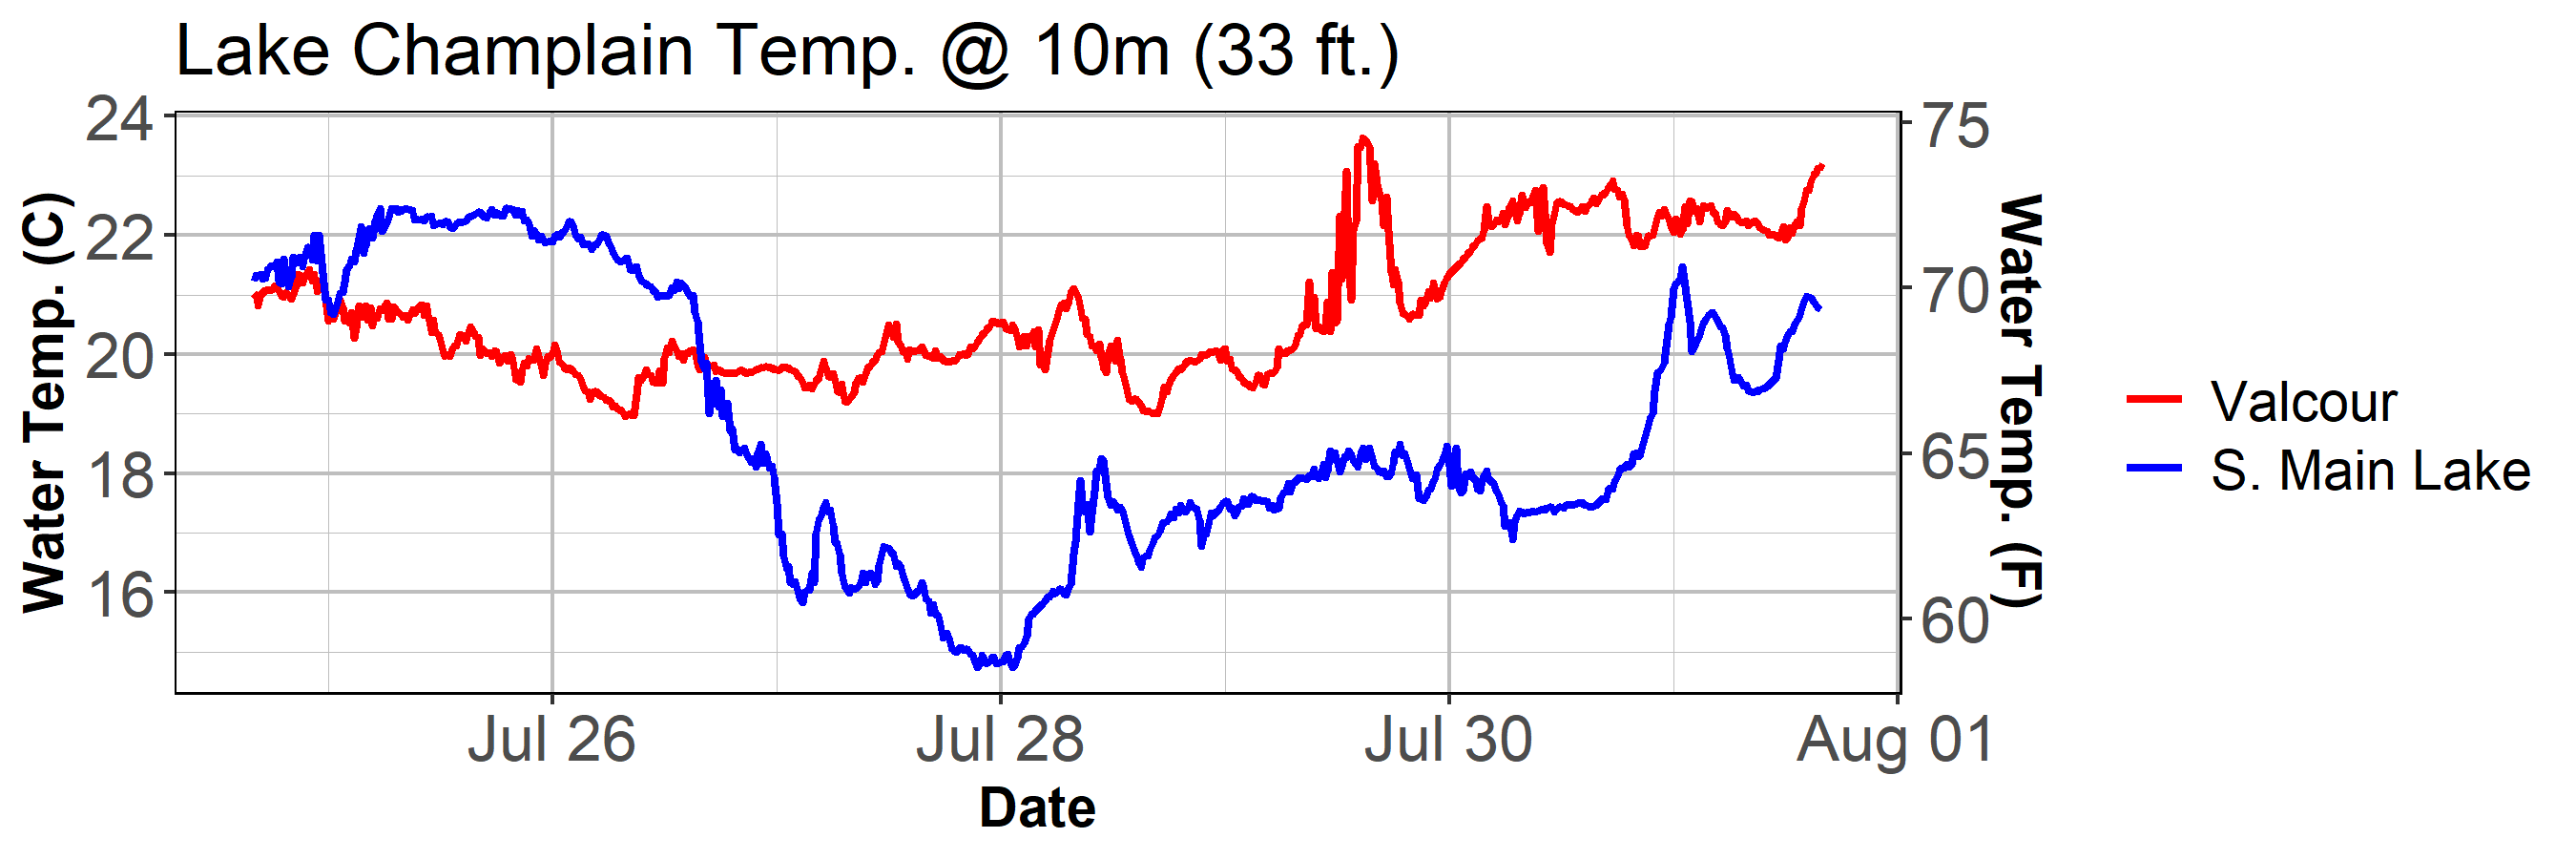 Lake Champlain Temp. @ 10m (33 ft.)
Water Temp. (C)
24
22
20
18
16
75
70
65
60
Water Temp. (F)
Jul 26
Jul 28
Jul 30
Aug 01
Date
Valcour
S. Main Lake